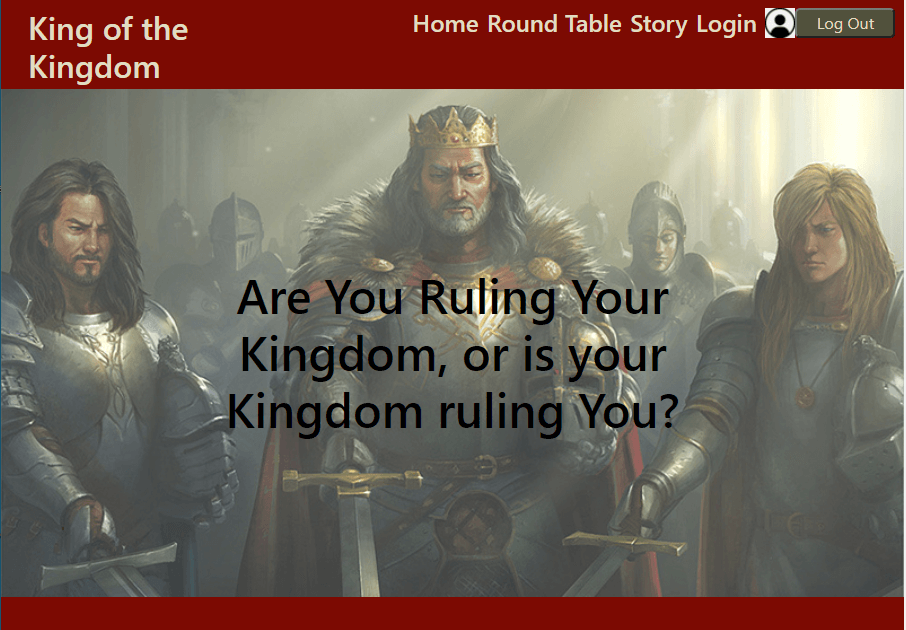 King of the
Kingdom
Home Round Table Story Login Log Out
Are You Ruling Your
Kingdom, or is your
Kingdom ruling You?